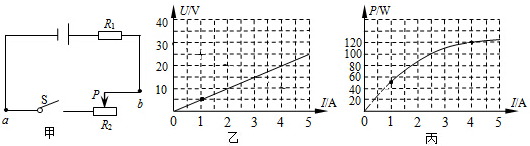 R₁
S
P
a
b
R₂
甲
U/V
40
30
20
10
0 1 2 3 4 5 I/A
乙
P/W
120
100
80
60
40
20
0 1 2 3 4 5 I/A
丙